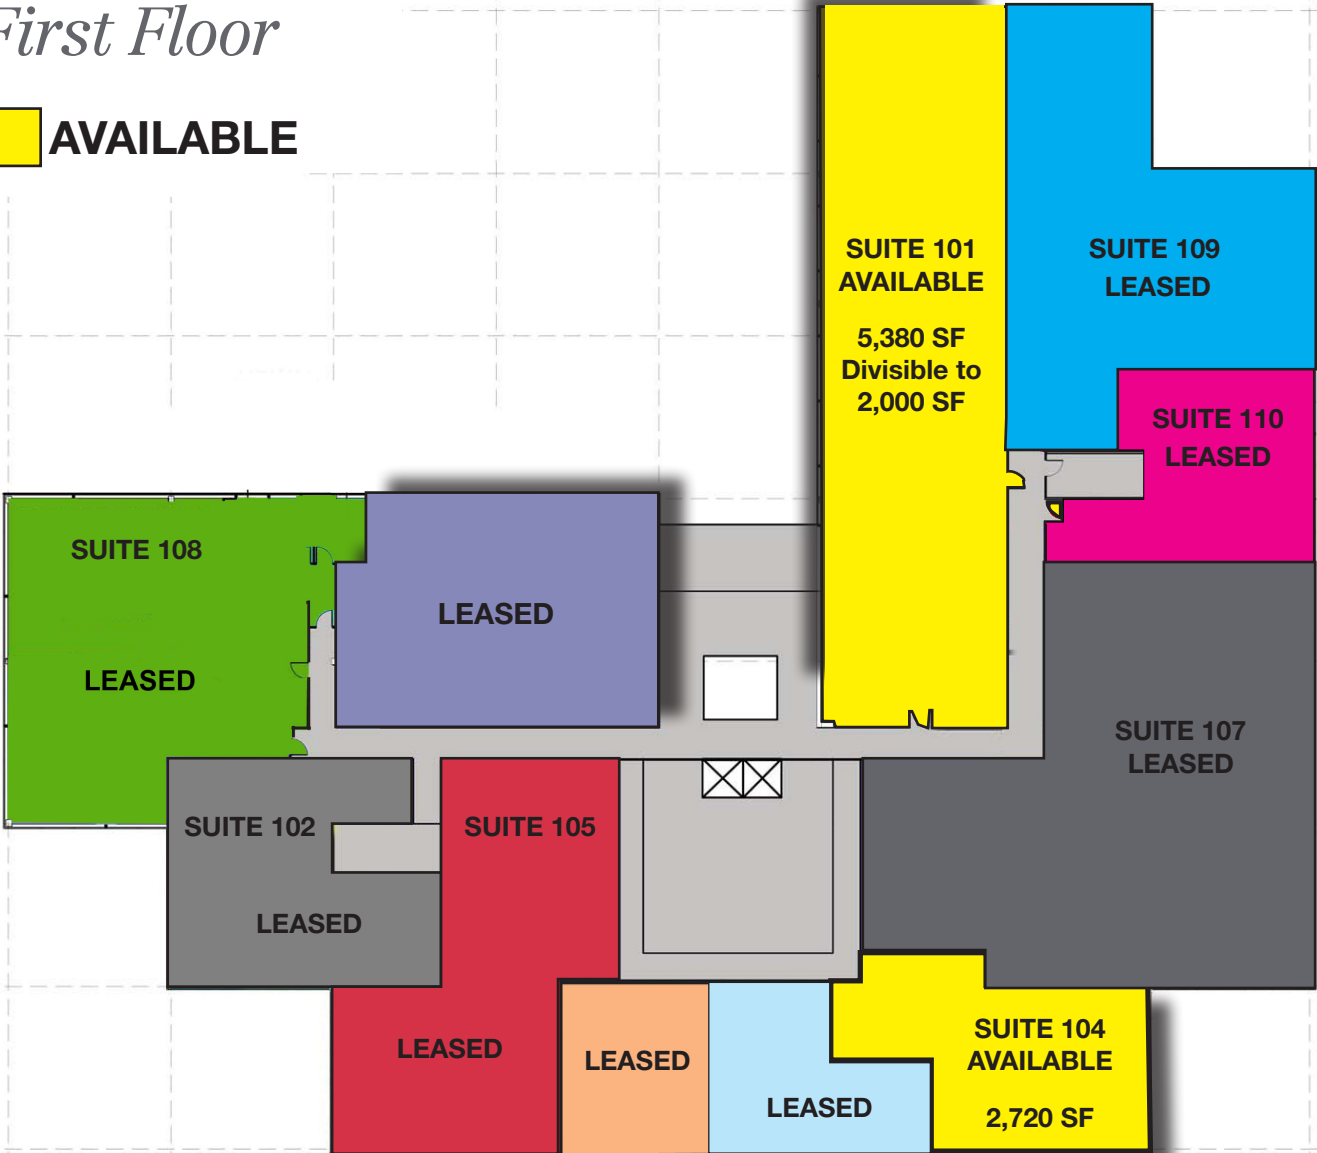 First Floor
AVAILABLE
SUITE 101
AVAILABLE
5,380 SF
Divisible to
2,000 SF
SUITE 109
LEASED
SUITE 110
LEASED
SUITE 108
LEASED
LEASED
SUITE 107
LEASED
SUITE 102
LEASED
SUITE 105
LEASED
LEASED
LEASED
SUITE 104
AVAILABLE
2,720 SF